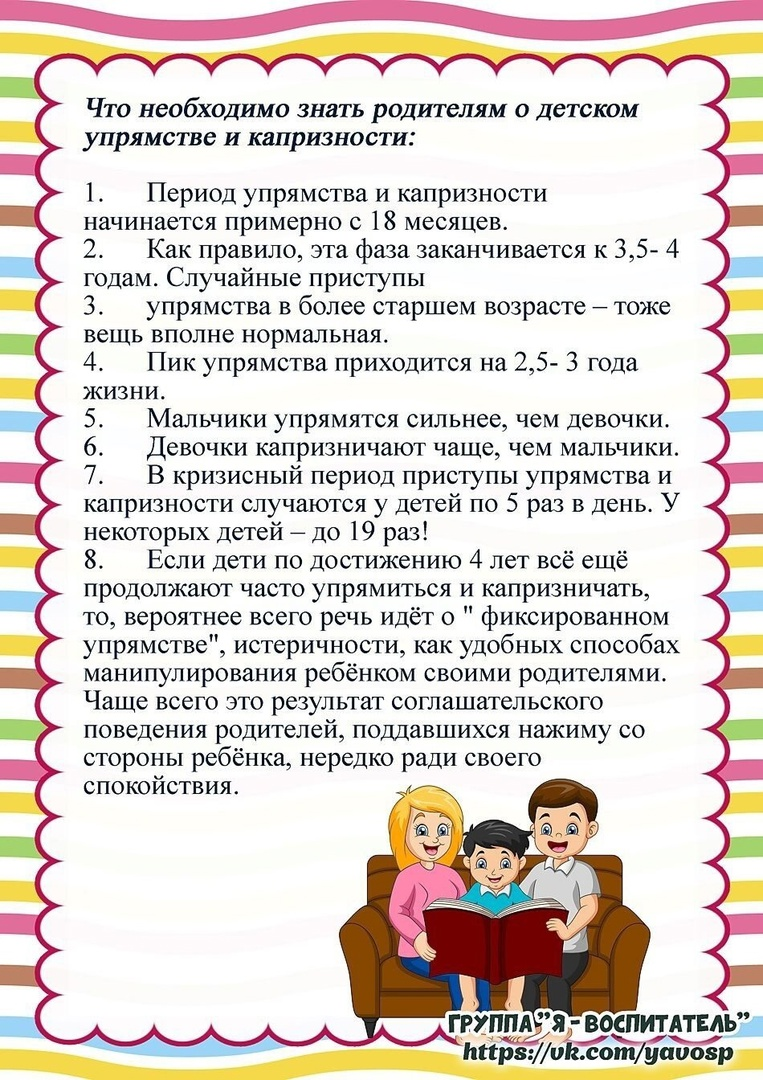 Что необходимо знать родителям о детском
упрямстве и капризности:
1. Период упрямства и капризности
начинается примерно с 18 месяцев.
2. Как правило, эта фаза заканчивается к 3,5- 4
годам. Случайные приступы
3. упрямства в более старшем возрасте – тоже
вещь вполне нормальная.
4. Пик упрямства приходится на 2,5- 3 года
жизни.
5. Мальчики упрямятся сильнее, чем девочки.
6. Девочки капризничают чаще, чем мальчики.
7. В кризисный период приступы упрямства и
капризности случаются у детей по 5 раз в день. У
некоторых детей – до 19 раз!
8. Если дети по достижению 4 лет всё ещё
продолжают часто упрямиться и капризничать,
то, вероятнее всего речь идёт о " фиксированном
упрямстве", истеричности, как удобных способах
манипулирования ребёнком своими родителями.
Чаще всего это результат соглашательского
поведения родителей, поддавшихся нажиму со
стороны ребёнка, нередко ради своего
спокойствия.
ГРУППА"Я-ВОСПИТАТЕЛЬ"
https://vk.com/yavosp